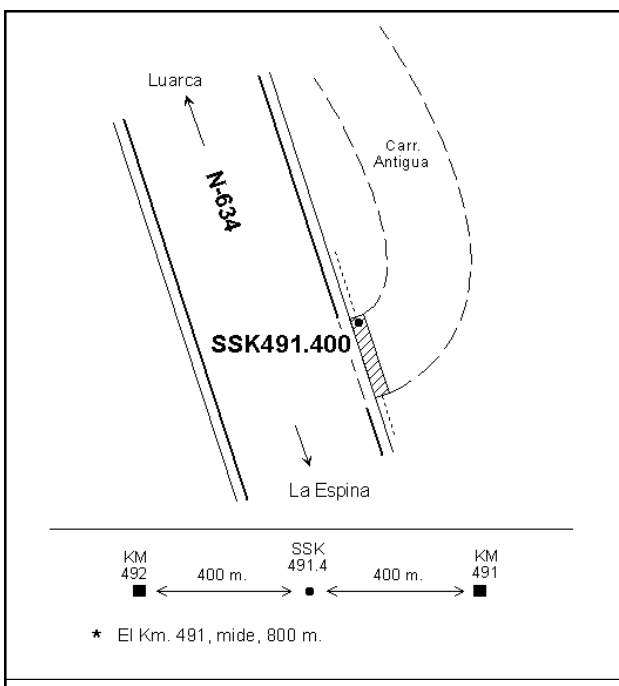 Luarca
Carr.
Antigua
N-634
SSK491.400
La Espina
KM
492
400 m.
SSK
491.4
400 m.
KM
491
* El Km. 491, mide, 800 m.